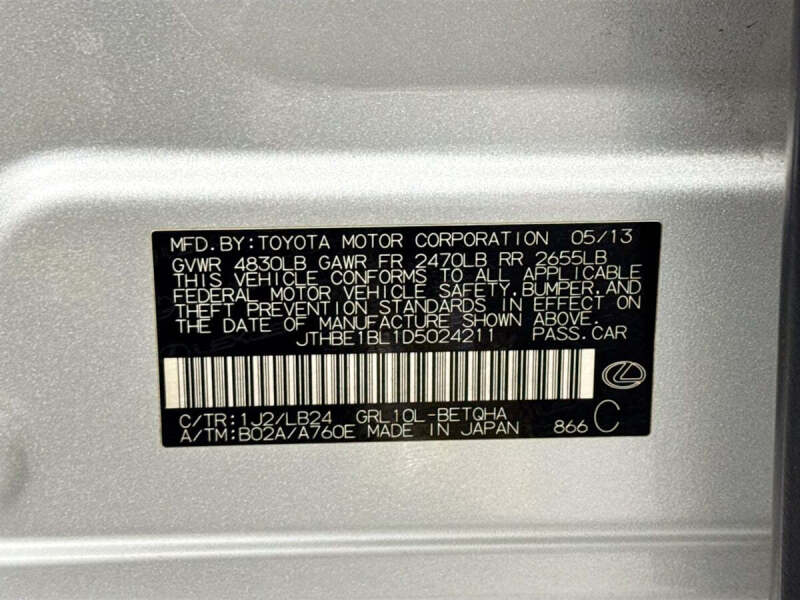 MFD.BY:TOYOTA MOTOR CORPORATION 05/13
GVWR 4830LB GAWR FR 2470LB RR 2655LB
THIS VEHICLE CONFORMS TO ALL APPLICABLE
FEDERAL MOTOR VEHICLE SAFETY,BUMPER,AND
THEFT PREVENTION STANDARDS IN EFFECT ON
THE DATE OF MANUFACTURE SHOWN ABOVE.
JTHBE1BL1D5024211 PASS.CAR
C/TR:1J2/LB24 GRL10L-BETQHA
A/TM:B02A/A760E MADE IN JAPAN 866 C